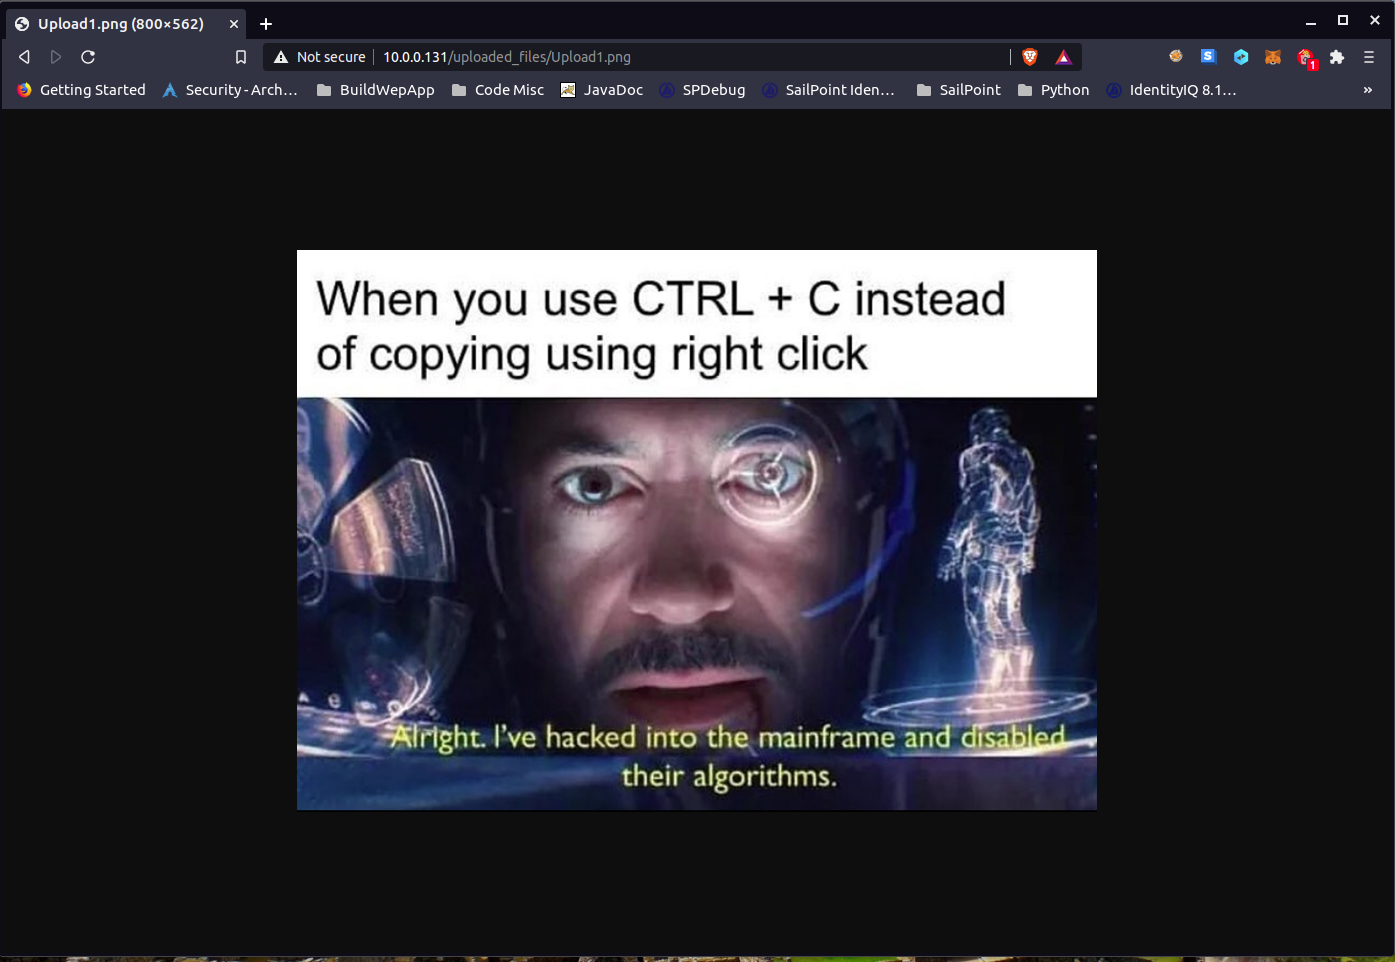 Upload1.png (800×562)
Not secure
10.0.0.131/uploaded_files/Upload1.png
1
Getting Started
Security - Arch...
BuildWepApp
Code Misc
JavaDoc
SPDebug
SailPoint Iden...
SailPoint
Python
IdentityIQ 8.1...
When you use CTRL + C instead
of copying using right click
Alright. I've hacked into the mainframe and disabled
their algorithms.